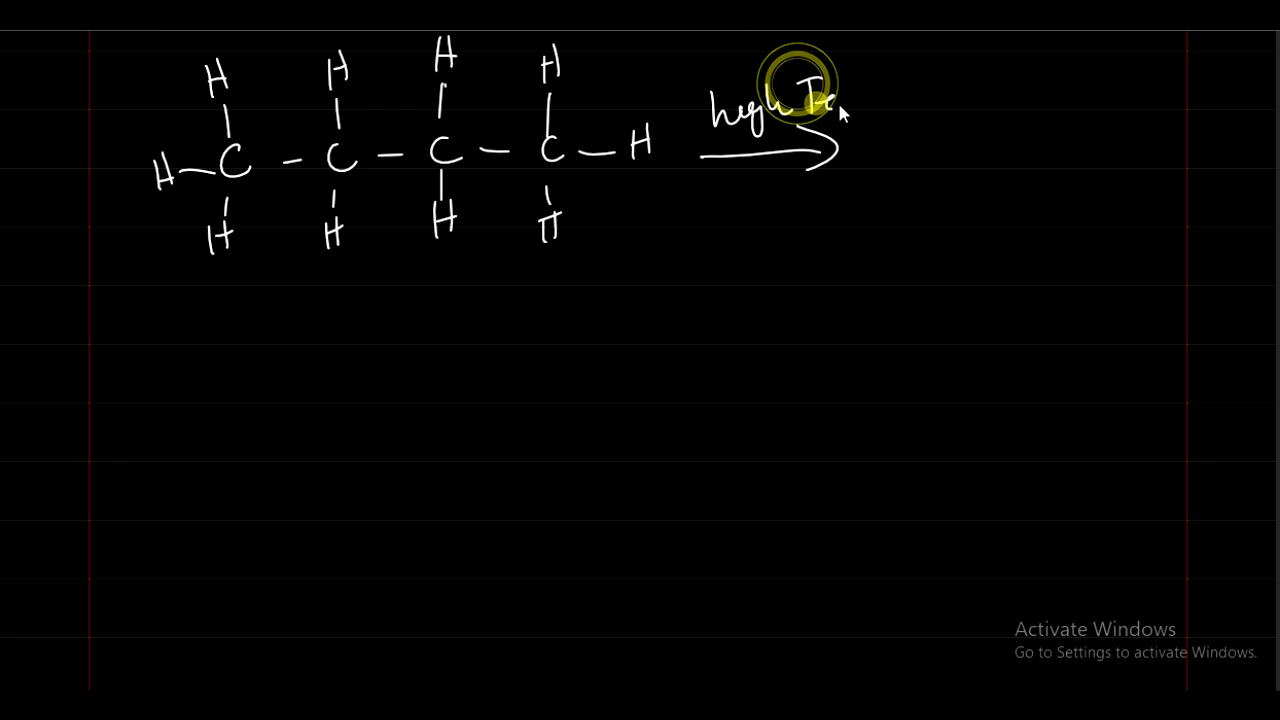 H H H H
high Te
H – C – C – C – C – H
H H H H
Activate Windows
Go to Settings to activate Windows.